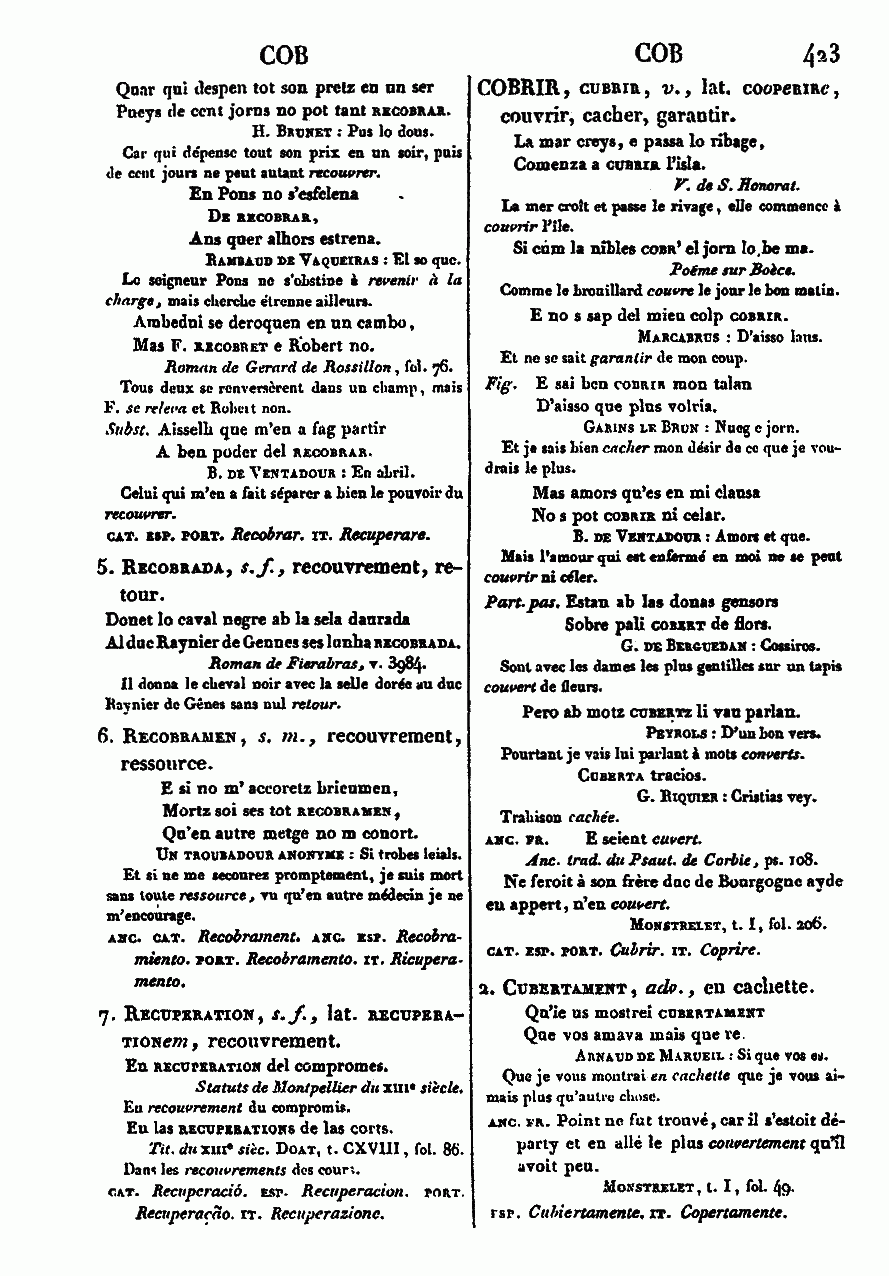 COB
Quar qui despen tot son pretz en un ser
Pueys de cent jorns no pot tant RECOBRAR.
H. BRUNET : Pus lo dous.
Car qui dépense tout son prix en un soir, puis
de cent jours ne peut autant recouvrer.
En Pons no s'esfelena
DE RECOBRAR,
Ans quer alhors estrena.
RAMBAUD DE VAQUEIRAS : El so que.
Le seigneur Pons ne s'obstine à revenir à la
charge, mais cherche étrenne ailleurs.
Ambedui se deroquen en un cambo,
Mas F. RECOBRET e Robert no.
Roman de Gerard de Rossillon, fol. 76.
Tous deux se renversèrent dans un champ, mais
F. se releva et Robert non.
Subst. Aisselh que m'en a fag partir
A ben poder del RECOBRAR.
B. DE VENTADOUR : En abril.
Celui qui m'en a fait séparer a bien le pouvoir du
recouvrer.
CAT. ESP. PORT. Recobrar. IT. Recuperare.
5. RECOBRADA, s. f., recouvrement, re-
tour.
Donet lo caval negre ab la sela daurada
Al duc Raynier de Gennes ses lunha RECOBRADA.
Roman de Fierabras, v. 3984.
Il donna le cheval noir avec la selle dorée au duc
Raynier de Gênes sans nul retour.
6. RECOBRAMEN, s. m., recouvrement,
ressource.
E si no m' accoretz brieumen,
Mortz soi ses tot RECOBRAMEN,
Qu'en autre metge no m conort.
UN TROUBADOUR ANONYME : Si trobes leials.
Et si ne me secourez promptement, je suis mort
sans toute ressource, vu qu'en autre médecin je ne
m'encourage.
ANC. CAT. Recobrament. ANC. ESP. Recobra-
miento. PORT. Recobramento. IT. Ricupera-
mento.
7. RECUPERATION, s. f., lat. RECUPERA-
TIONem, recouvrement.
En RECUPERATION del compromes.
Statuts de Montpellier du XIIIe siècle.
En recouvrement du compromis.
En las RECUPERATIONS de las corts.
Tit. du XIIIe sièc. DOAT, t. CXVIII, fol. 86.
Dans les recouvrements des cours.
CAT. Recuperació. ESP. Recuperacion. PORT.
Recuperação. IT. Recuperazione.
COB 423
COBRIR, CUBRIR, v., lat. COOPERIRe,
couvrir, cacher, garantir.
La mar creys, e passa lo ribage,
Comenza a CUBRIR l'isla.
V. de S. Honorat.
La mer croît et passe le rivage, elle commence à
couvrir l'île.
Si cùm la nibles COBR' el jorn lo be ma.
Poëme sur Boèce.
Comme le brouillard couvre le jour le bon matin.
E no s sap del mieu colp COBRIR.
MARCABRUS : D'aisso laus.
Et ne se sait garantir de mon coup.
Fig. E sai ben COBRIR mon talan
D'aisso que plus volria.
GARINS LE BRUN : Nueg e jorn.
Et je sais bien cacher mon désir de ce que je vou-
drais le plus.
Mas amors qu'es en mi clausa
No s pot COBRIR ni celar.
B. DE VENTADOUR : Amors et que.
Mais l'amour qui est enfermé en moi ne se peut
couvrir ni céler.
Part. pas. Estan ab las donas gensors
Sobre pali COBERT de flors.
G. DE BERGUEDAN : Cossiros.
Sont avec les dames les plus gentilles sur un tapis
couvert de fleurs.
Pero ab motz CUBERTZ li vau parlan.
PEYROLS : D'un bon vers.
Pourtant je vais lui parlant à mots converts.
CUBERTA tracios.
G. RIQUIER : Cristias vey.
Trahison cachée.
ANC. FR. E seient cuvert.
Anc. trad. du Psaut. de Corbie, ps. 108.
Ne feroit à son frère duc de Bourgogne ayde
en appert, n'en couvert.
MONSTRELET, t. I, fol. 206.
CAT. ESP. PORT. Cubrir. IT. Coprire.
2. CUBERTAMENT, adv., en cachette.
Qu'ie us mostrei CUBERTAMENT
Que vos amava mais que re.
ARNAUD DE MARUEIL : Si que vos es.
Que je vous montrai en cachette que je vous ai-
mais plus qu'autre chose.
ANC. FR. Point ne fut trouvé, car il s'estoit dé-
party et en allé le plus couvertement qu'il
avoit peu.
MONSTRELET, t. I, fol. 49.
ESP. Cubiertamente. IT. Copertamente.